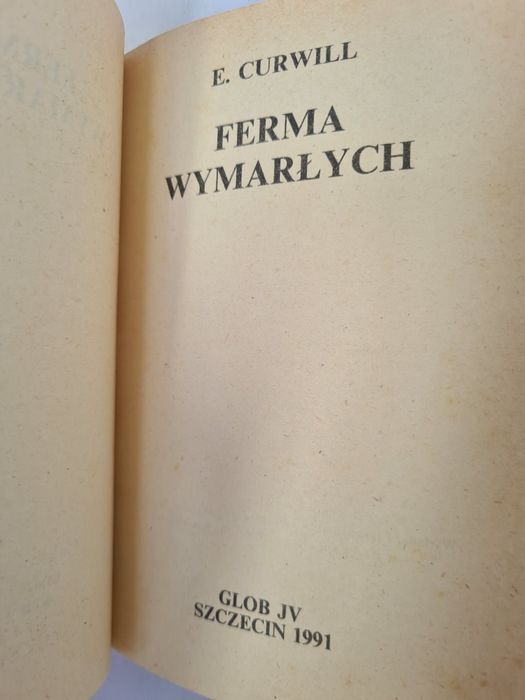 E. CURWILL
FERMA
WYMARŁYCH
GLOB JV
SZCZECIN 1991